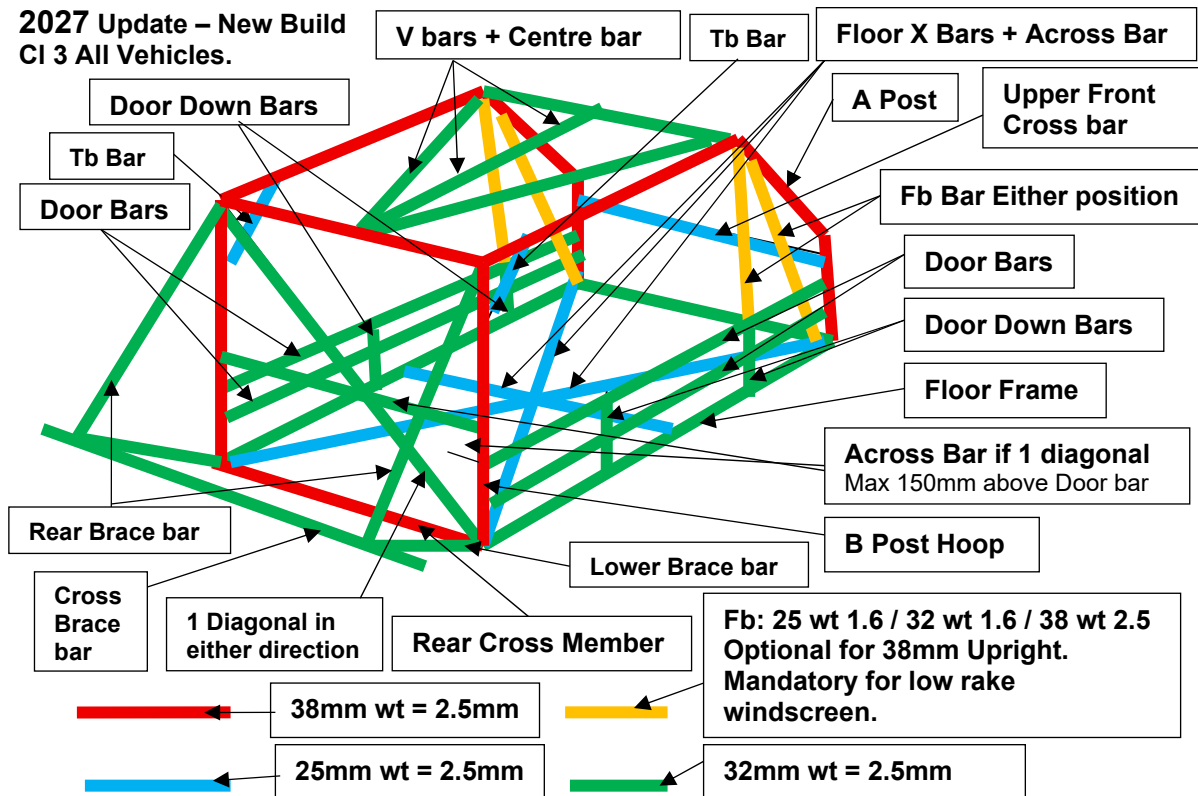 2027 Update – New Build
Cl 3 All Vehicles.
V bars + Centre bar
Tb Bar
Floor X Bars + Across Bar
Door Down Bars
A Post
Upper Front
Cross bar
Tb Bar
Door Bars
Fb Bar Either position
Door Bars
Door Down Bars
Floor Frame
Across Bar if 1 diagonal
Max 150mm above Door bar
Rear Brace bar
B Post Hoop
Lower Brace bar
Cross
Brace
bar
1 Diagonal in
either direction
Rear Cross Member
Fb: 25 wt 1.6 / 32 wt 1.6 / 38 wt 2.5
Optional for 38mm Upright.
Mandatory for low rake
windscreen.
38mm wt = 2.5mm
25mm wt = 2.5mm
32mm wt = 2.5mm